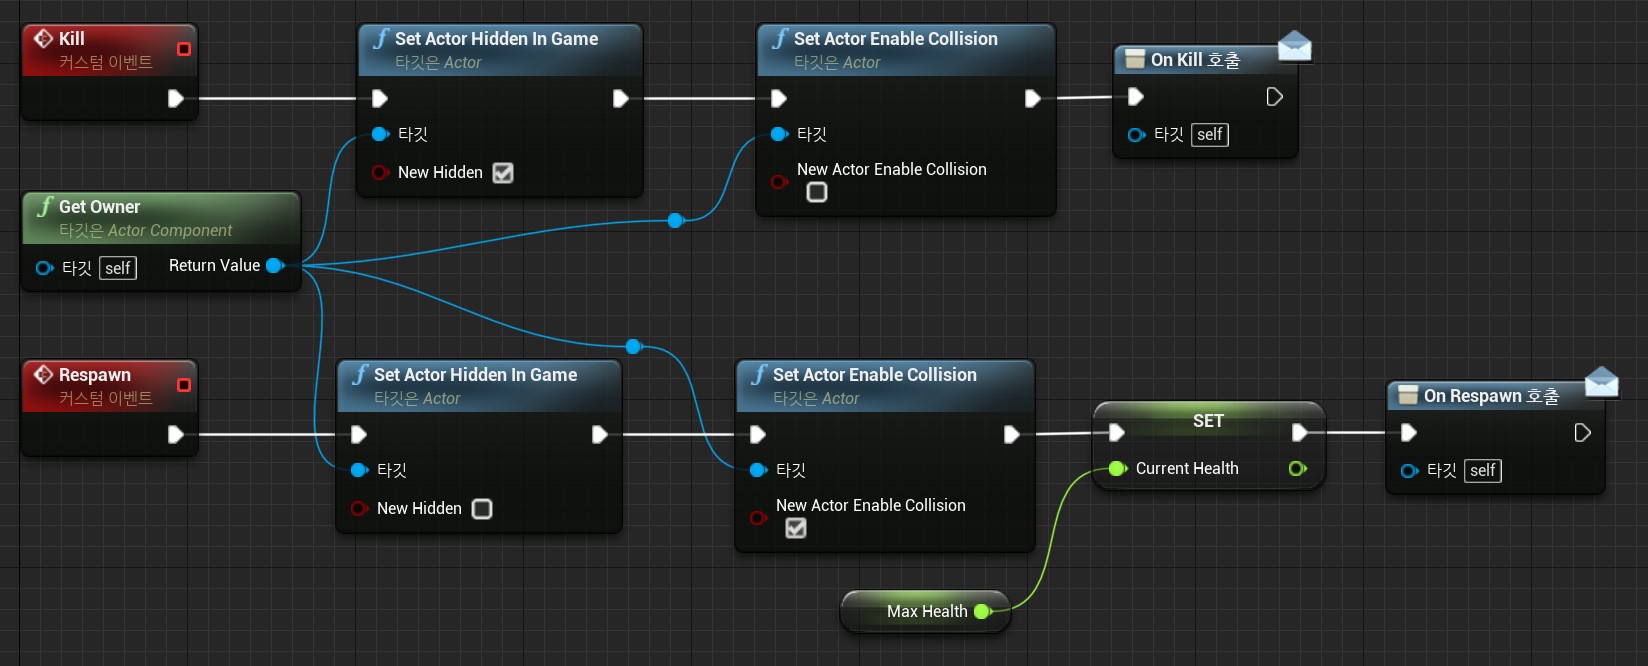 Kill
커스텀 이벤트
Set Actor Hidden In Game
타깃은 Actor
타깃
New Hidden
Set Actor Enable Collision
타깃은 Actor
타깃
New Actor Enable Collision
On Kill 호출
타깃 self
Get Owner
타깃은 Actor Component
타깃 self Return Value
Respawn
커스텀 이벤트
Set Actor Hidden In Game
타깃은 Actor
타깃
New Hidden
Set Actor Enable Collision
타깃은 Actor
타깃
New Actor Enable Collision
SET
Current Health
On Respawn 호출
타깃 self
Max Health